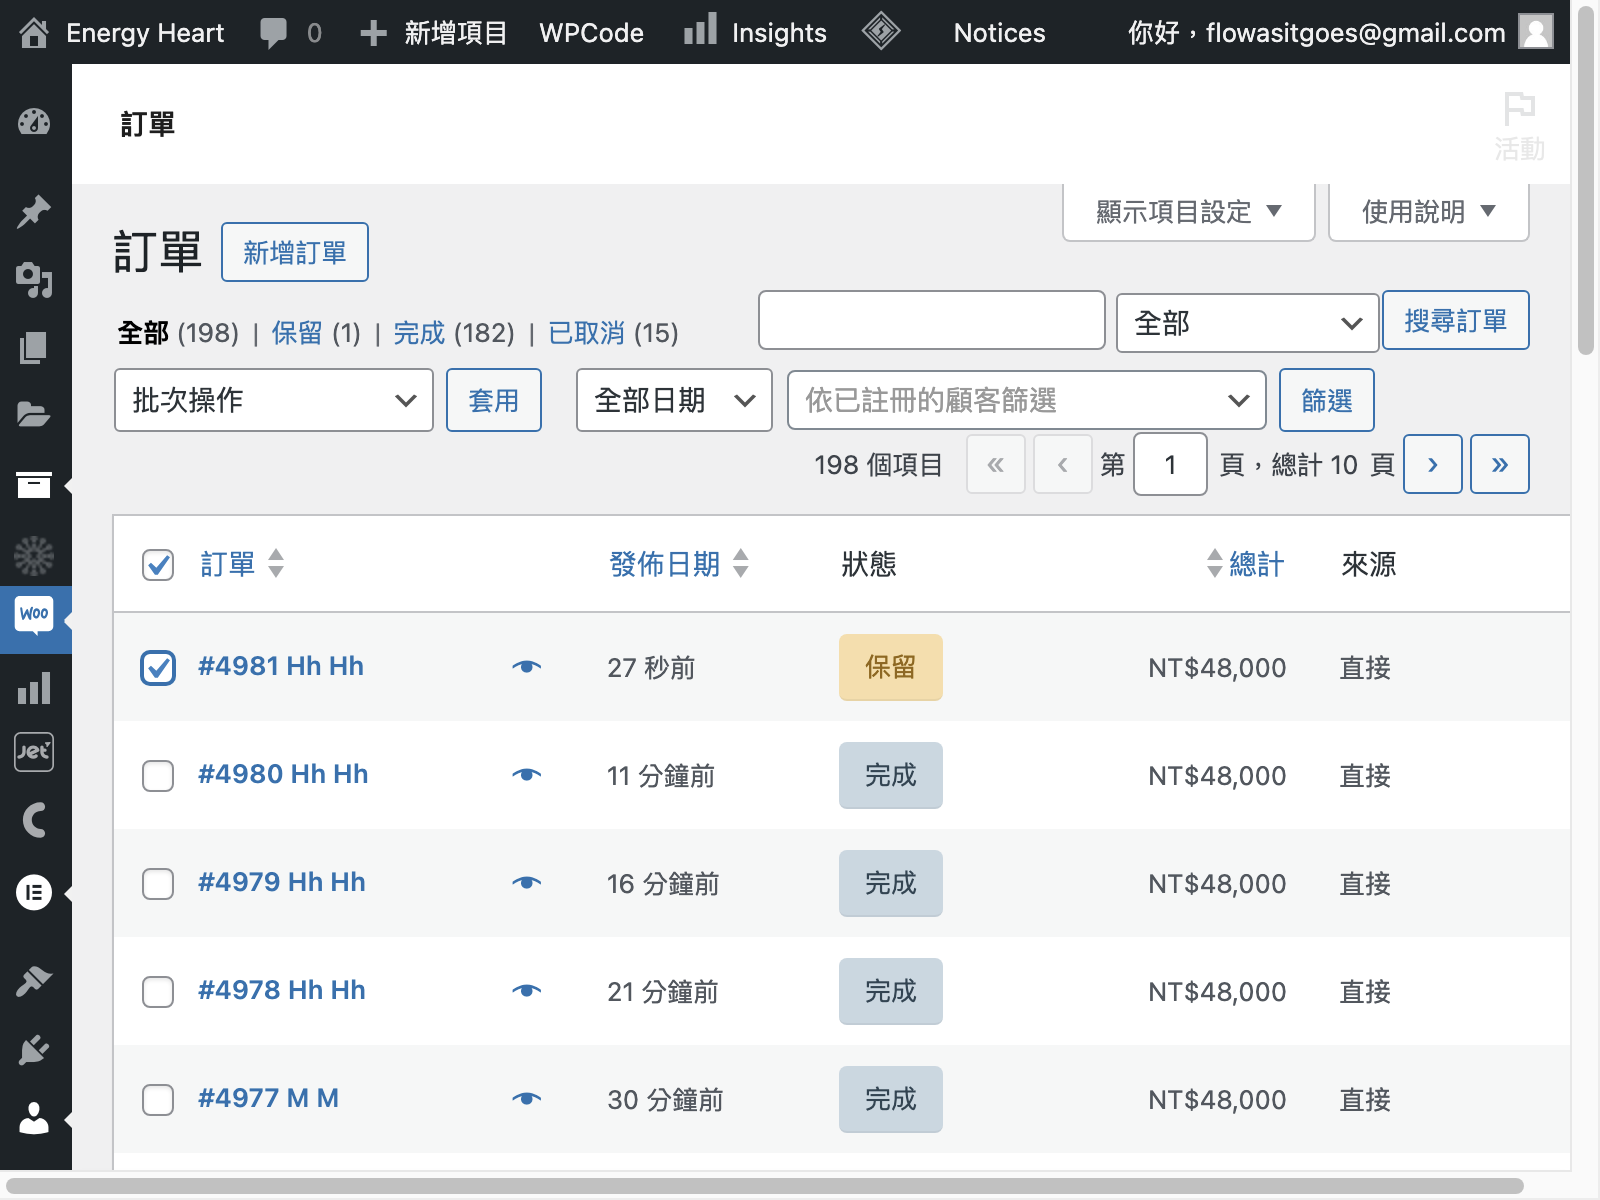 Energy Heart 0 新增項目 WPCode Insights Notices 你好，flowasitgoes@gmail.com
訂單
活動
顯示項目設定 ▼ 使用說明 ▼
訂單 新增訂單
全部 (198) | 保留 (1) | 完成 (182) | 已取消 (15) 全部 搜尋訂單
批次操作 套用 全部日期 依已註冊的顧客篩選 篩選
198 個項目 « ‹ 第 1 頁，總計 10 頁 › »
訂單 發佈日期 狀態 總計 來源
Woo
#4981 Hh Hh 27 秒前 保留 NT$48,000 直接
Jet
#4980 Hh Hh 11 分鐘前 完成 NT$48,000 直接
#4979 Hh Hh 16 分鐘前 完成 NT$48,000 直接
#4978 Hh Hh 21 分鐘前 完成 NT$48,000 直接
#4977 M M 30 分鐘前 完成 NT$48,000 直接